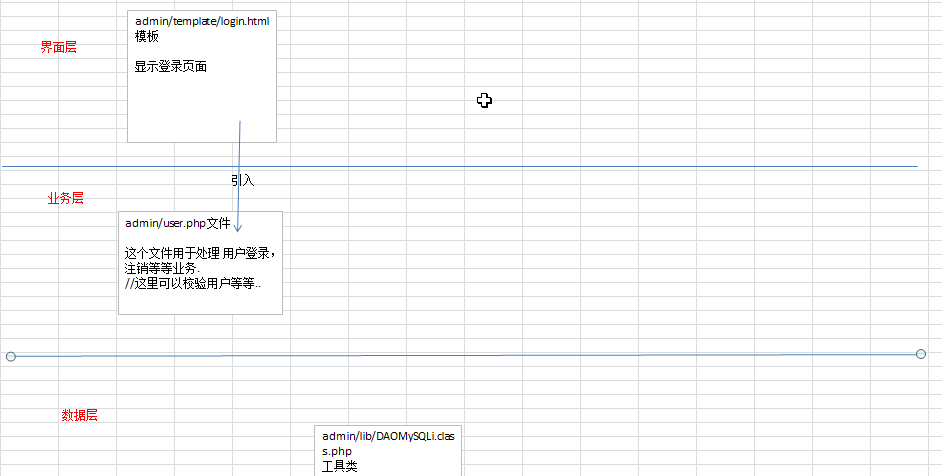 界面层
admin/template/login.html
模板
显示登录页面
引入
业务层
admin/user.php文件
这个文件用于处理 用户登录，
注销等等业务.
//这里可以校验用户等等..
数据层
admin/lib/DAOMySQLi.clas
s.php
工具类